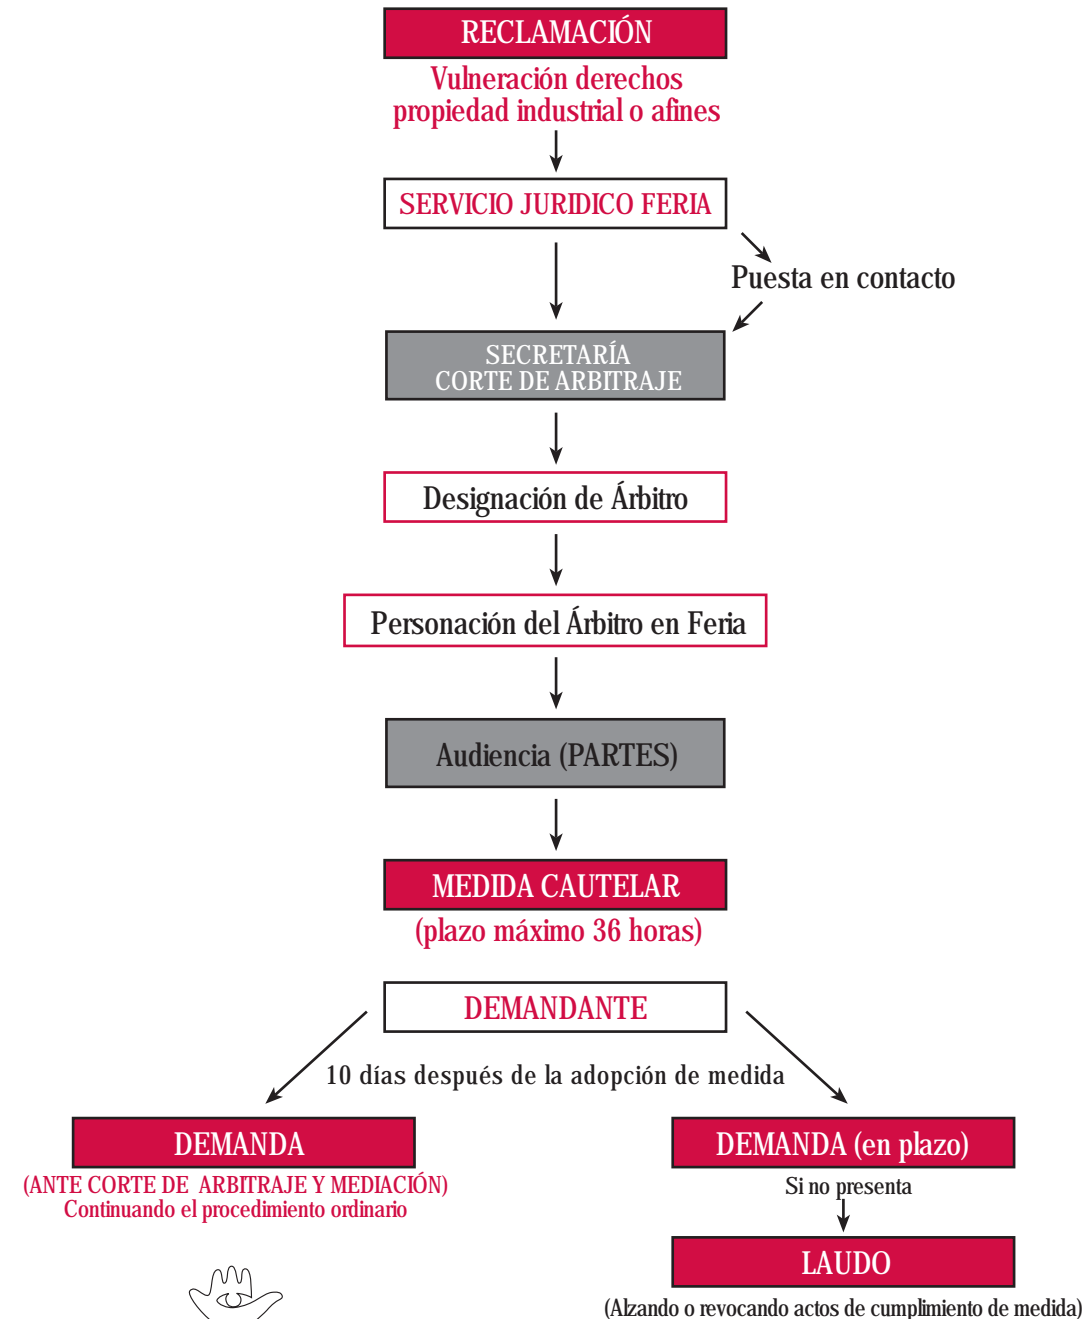 RECLAMACIÓN
Vulneración derechos
propiedad industrial o afines
SERVICIO JURIDICO FERIA
Puesta en contacto
SECRETARÍA
CORTE DE ARBITRAJE
Designación de Árbitro
Personación del Árbitro en Feria
Audiencia (PARTES)
MEDIDA CAUTELAR
(plazo máximo 36 horas)
DEMANDANTE
10 días después de la adopción de medida
DEMANDA
(ANTE CORTE DE ARBITRAJE Y MEDIACIÓN)
Continuando el procedimiento ordinario
DEMANDA (en plazo)
Si no presenta
LAUDO
(Alzando o revocando actos de cumplimiento de medida)